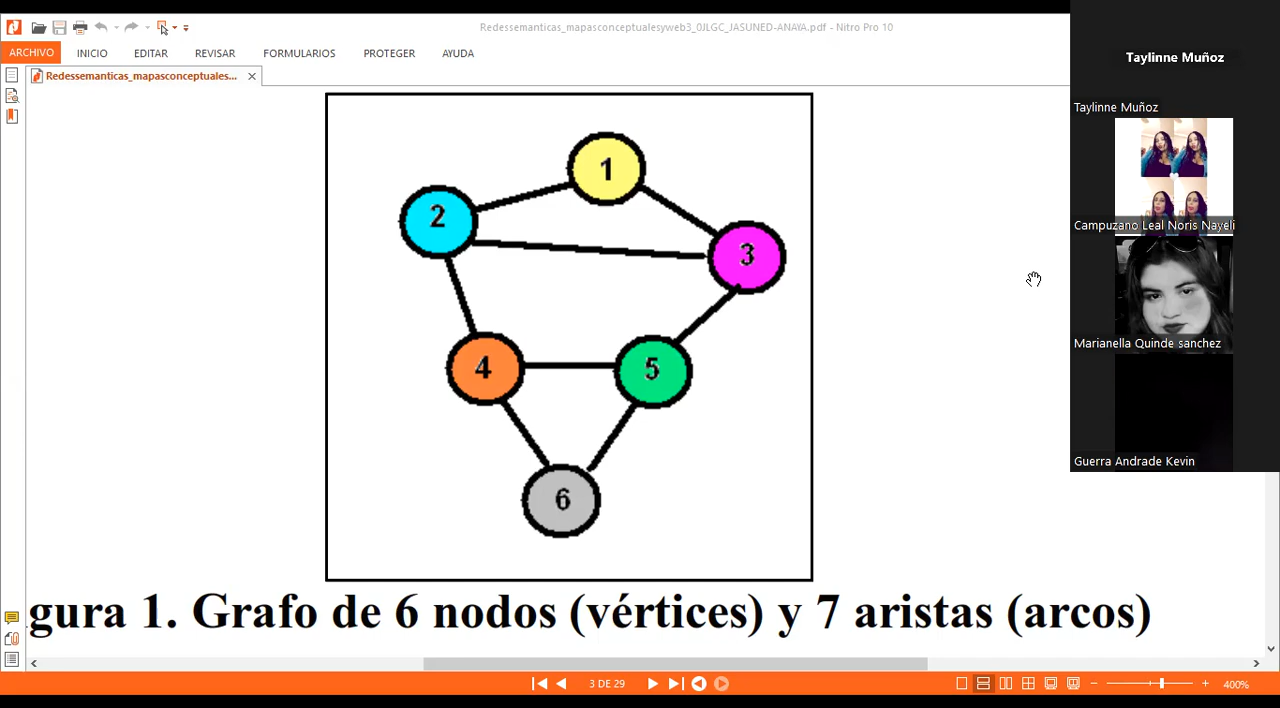 Redessemanticas_mapasconceptualesyweb3_0JLGC_JASUNED-ANAYA.pdf - Nitro Pro 10
ARCHIVO INICIO EDITAR REVISAR FORMULARIOS PROTEGER AYUDA
Redessemanticas_mapasconceptuales...
1
2
3
4
5
6
gura 1. Grafo de 6 nodos (vértices) y 7 aristas (arcos)
3 DE 29
400%
Taylinne Muñoz
Taylinne Muñoz
Campuzano Leal Noris Nayeli
Marianella Quinde sanchez
Guerra Andrade Kevin